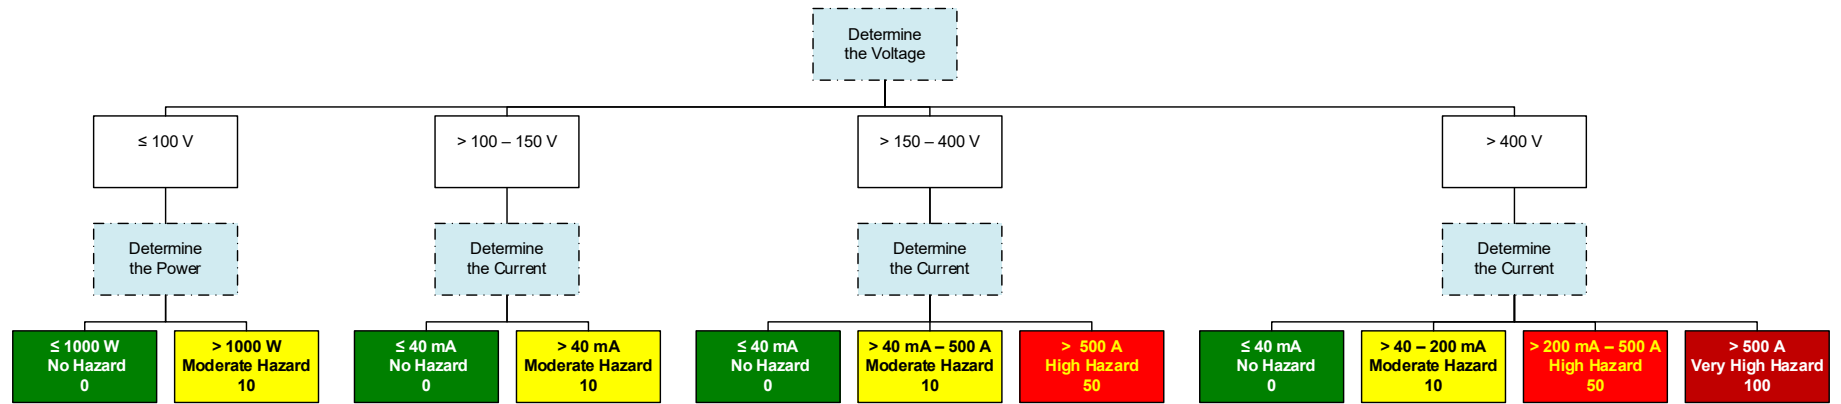 Determine
the Voltage
≤ 100 V
> 100 – 150 V
> 150 – 400 V
> 400 V
Determine
the Power
Determine
the Current
Determine
the Current
Determine
the Current
≤ 1000 W
No Hazard
0
> 1000 W
Moderate Hazard
10
≤ 40 mA
No Hazard
0
> 40 mA
Moderate Hazard
10
≤ 40 mA
No Hazard
0
> 40 mA – 500 A
Moderate Hazard
10
> 500 A
High Hazard
50
≤ 40 mA
No Hazard
0
> 40 – 200 mA
Moderate Hazard
10
> 200 mA – 500 A
High Hazard
50
> 500 A
Very High Hazard
100